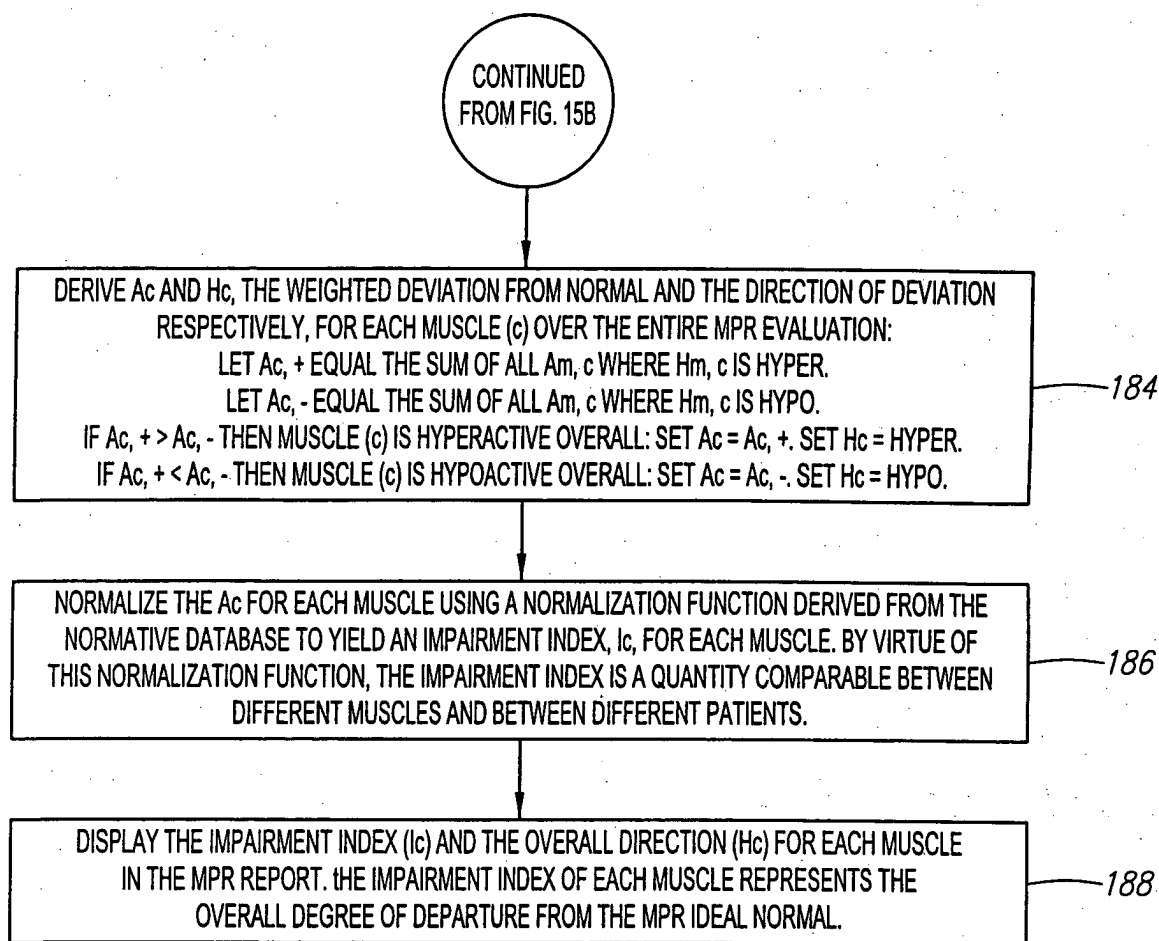 CONTINUED
FROM FIG. 15B
DERIVE Ac AND Hc, THE WEIGHTED DEVIATION FROM NORMAL AND THE DIRECTION OF DEVIATION
RESPECTIVELY, FOR EACH MUSCLE (c) OVER THE ENTIRE MPR EVALUATION:
LET Ac, + EQUAL THE SUM OF ALL Am, c WHERE Hm, c IS HYPER.
LET Ac, - EQUAL THE SUM OF ALL Am, c WHERE Hm, c IS HYPO.
IF Ac, + > Ac, - THEN MUSCLE (c) IS HYPERACTIVE OVERALL: SET Ac = Ac, +. SET Hc = HYPER.
IF Ac, + < Ac, - THEN MUSCLE (c) IS HYPOACTIVE OVERALL: SET Ac = Ac, -. SET Hc = HYPO.
184
NORMALIZE THE Ac FOR EACH MUSCLE USING A NORMALIZATION FUNCTION DERIVED FROM THE
NORMATIVE DATABASE TO YIELD AN IMPAIRMENT INDEX, Ic, FOR EACH MUSCLE. BY VIRTUE OF
THIS NORMALIZATION FUNCTION, THE IMPAIRMENT INDEX IS A QUANTITY COMPARABLE BETWEEN
DIFFERENT MUSCLES AND BETWEEN DIFFERENT PATIENTS.
186
DISPLAY THE IMPAIRMENT INDEX (Ic) AND THE OVERALL DIRECTION (Hc) FOR EACH MUSCLE
IN THE MPR REPORT. tHE IMPAIRMENT INDEX OF EACH MUSCLE REPRESENTS THE
OVERALL DEGREE OF DEPARTURE FROM THE MPR IDEAL NORMAL.
188